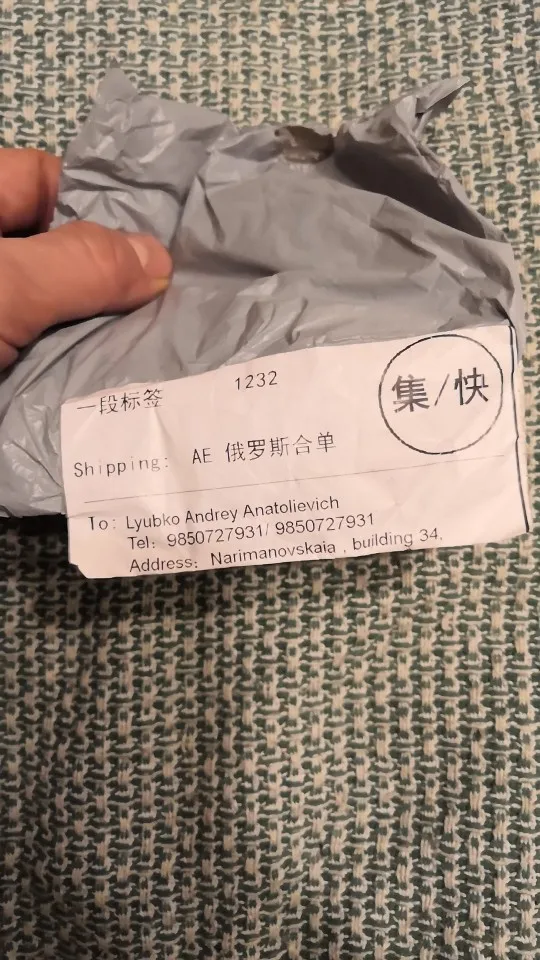 一段标签 1232
集/快
Shipping: AE 俄罗斯合单
To: Lyubko Andrey Anatolievich
Tel: 9850727931/ 9850727931
Address: Narimanovskaia , building 34,